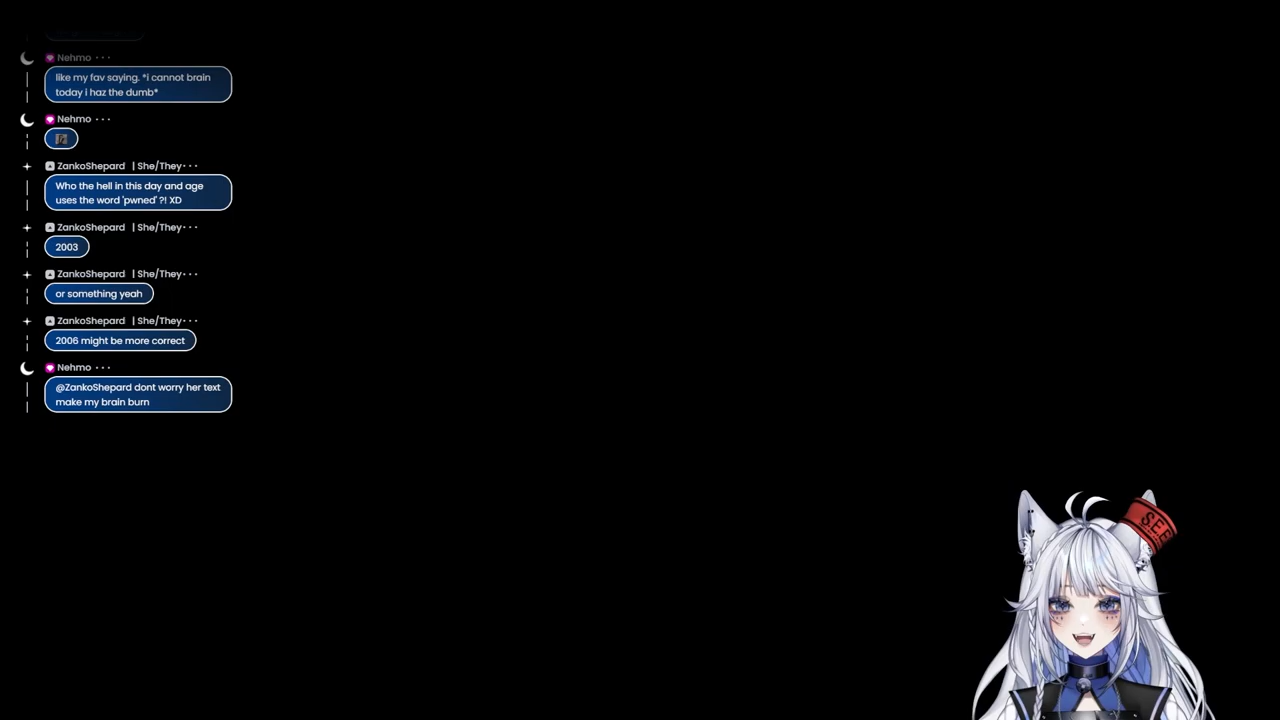 Nehmo
like my fav saying. *i cannot brain
today i haz the dumb*
Nehmo
ZankoShepard | She/They
Who the hell in this day and age
uses the word 'pwned' ?! XD
ZankoShepard | She/They
2003
ZankoShepard | She/They
or something yeah
ZankoShepard | She/They
2006 might be more correct
Nehmo
@ZankoShepard dont worry her text
make my brain burn
S.E.E